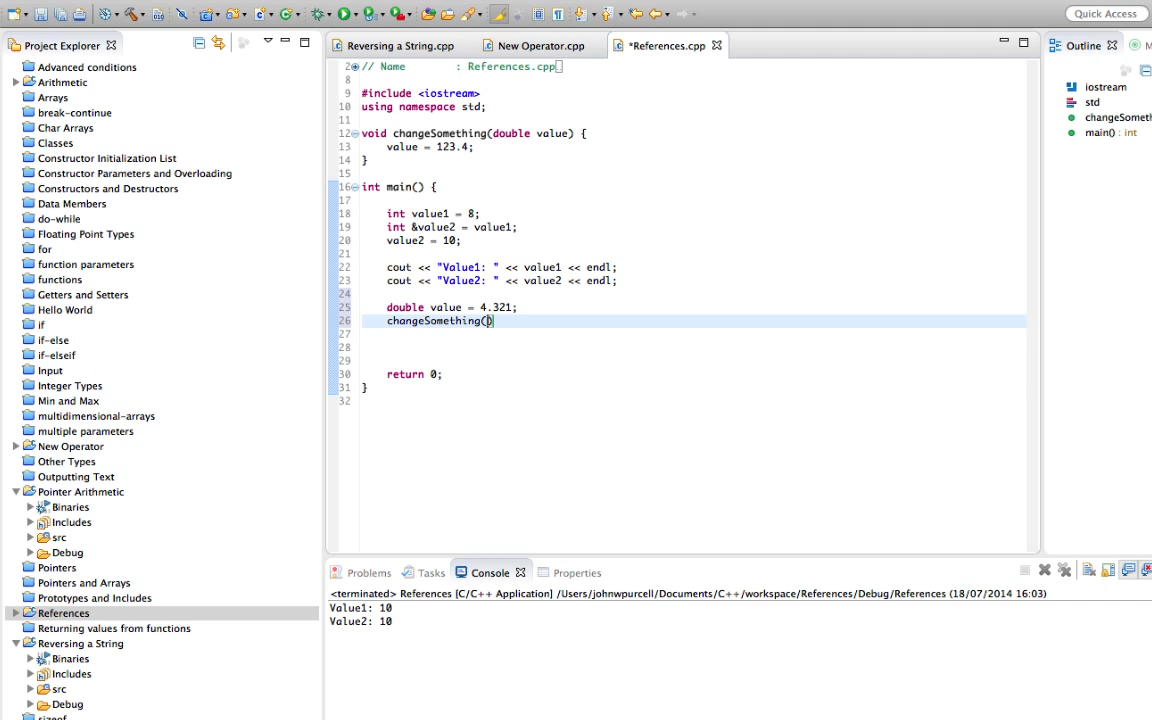 Quick Access
Project Explorer
Advanced conditions
Arithmetic
Arrays
break-continue
Char Arrays
Classes
Constructor Initialization List
Constructor Parameters and Overloading
Constructors and Destructors
Data Members
do-while
Floating Point Types
for
function parameters
functions
Getters and Setters
Hello World
if
if-else
if-elseif
Input
Integer Types
Min and Max
multidimensional-arrays
multiple parameters
New Operator
Other Types
Outputting Text
Pointer Arithmetic
Binaries
Includes
src
Debug
Pointers
Pointers and Arrays
Prototypes and Includes
References
Returning values from functions
Reversing a String
Binaries
Includes
src
Debug
sizeof
Reversing a String.cpp New Operator.cpp *References.cpp
2 // Name : References.cpp
8
9 #include <iostream>
10 using namespace std;
11
12 void changeSomething(double value) {
13 value = 123.4;
14 }
15
16 int main() {
17
18 int value1 = 8;
19 int &value2 = value1;
20 value2 = 10;
21
22 cout << "Value1: " << value1 << endl;
23 cout << "Value2: " << value2 << endl;
24
25 double value = 4.321;
26 changeSomething()
27
28
29
30 return 0;
31 }
32
Outline M
iostream
std
changeSometh
main() : int
Problems Tasks Console Properties
<terminated> References [C/C++ Application] /Users/johnwpurcell/Documents/C++/workspace/References/Debug/References (18/07/2014 16:03)
Value1: 10
Value2: 10